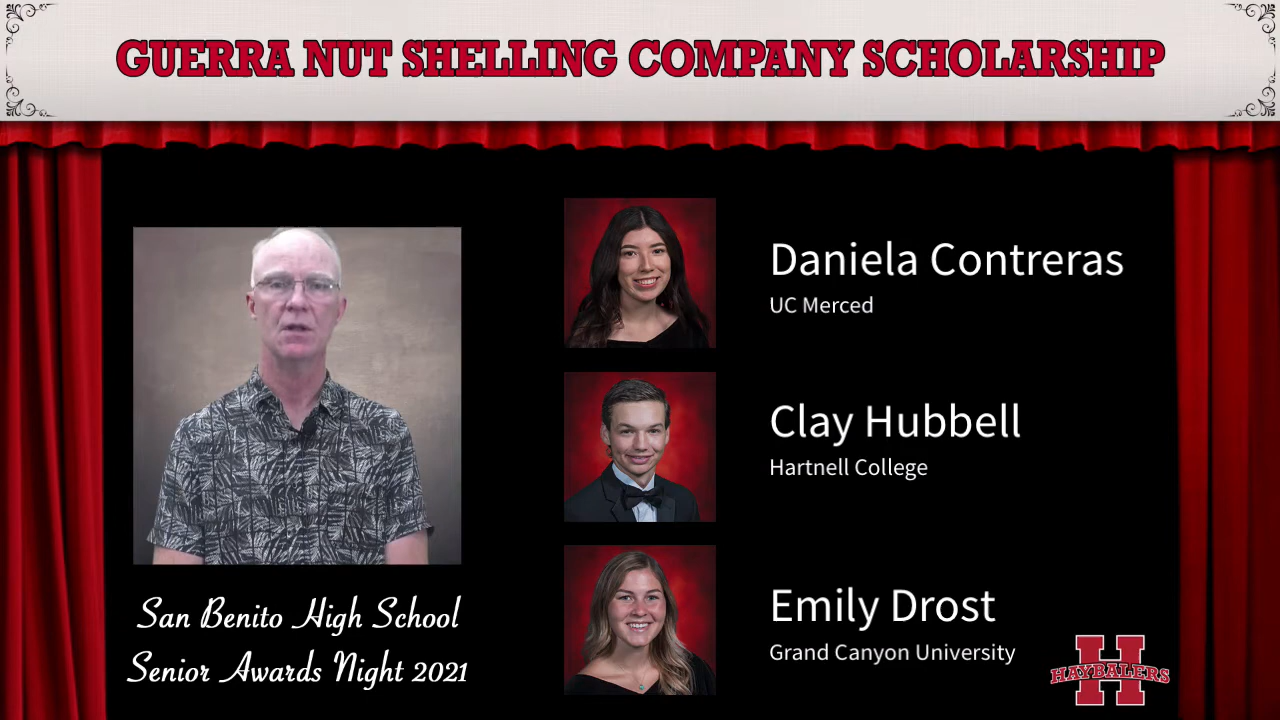 GUERRA NUT SHELLING COMPANY SCHOLARSHIP
Daniela Contreras
UC Merced
Clay Hubbell
Hartnell College
Emily Drost
Grand Canyon University
San Benito High School
Senior Awards Night 2021
H
HAYBALERS